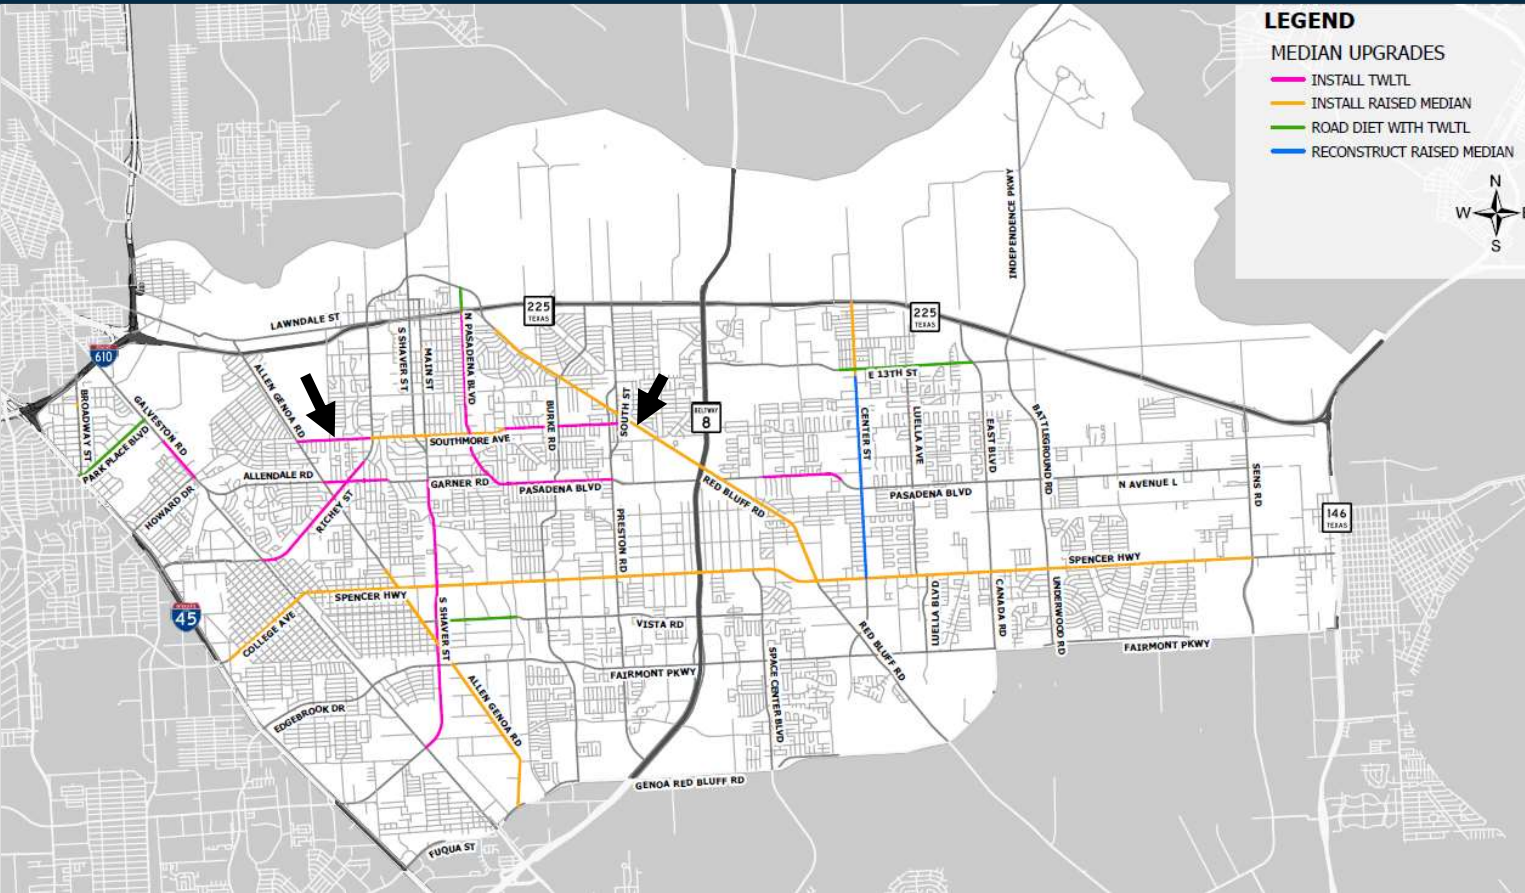 LEGEND
MEDIAN UPGRADES
INSTALL TWLTL
INSTALL RAISED MEDIAN
ROAD DIET WITH TWLTL
RECONSTRUCT RAISED MEDIAN
N
W E
S
INDEPENDENCE PKWY
LAWNDALE ST
225
TEXAS
225
TEXAS
610
S SHAVER ST
MAIN ST
N PASADENA BLVD
ALLEN GENOA RD
E 13TH ST
BROADWAY ST
GALVESTON RD
PARK PLACE BLVD
BURKE RD
SOUTH ST
BELTWAY
8
CENTER ST
LUELLA AVE
EAST BLVD
BATTLEGROUND RD
SOUTHMORE AVE
ALLENDALE RD
GARNER RD
PASADENA BLVD
RED BLUFF RD
PASADENA BLVD
N AVENUE L
SENS RD
HOWARD DR
RICHEY ST
PRESTON RD
146
TEXAS
SPENCER HWY
SPENCER HWY
45
COLLEGE AVE
S SHAVER ST
VISTA RD
LUELLA BLVD
CANADA RD
UNDERWOOD RD
RED BLUFF RD
FAIRMONT PKWY
FAIRMONT PKWY
SPACE CENTER BLVD
ALLEN GENOA RD
EDGEBROOK DR
GENOA RED BLUFF RD
FUQUA ST